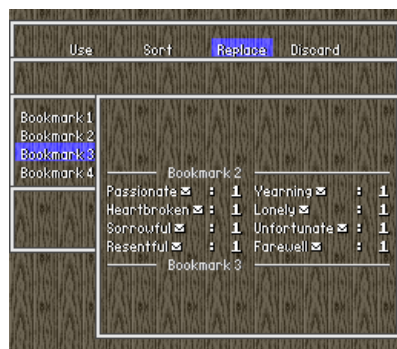 Use Sort Replace Discard
Bookmark 1
Bookmark 2
Bookmark 3
Bookmark 4
Bookmark 2
Passionate : 1 Yearning : 1
Heartbroken : 1 Lonely : 1
Sorrowful : 1 Unfortunate : 1
Resentful : 1 Farewell : 1
Bookmark 3